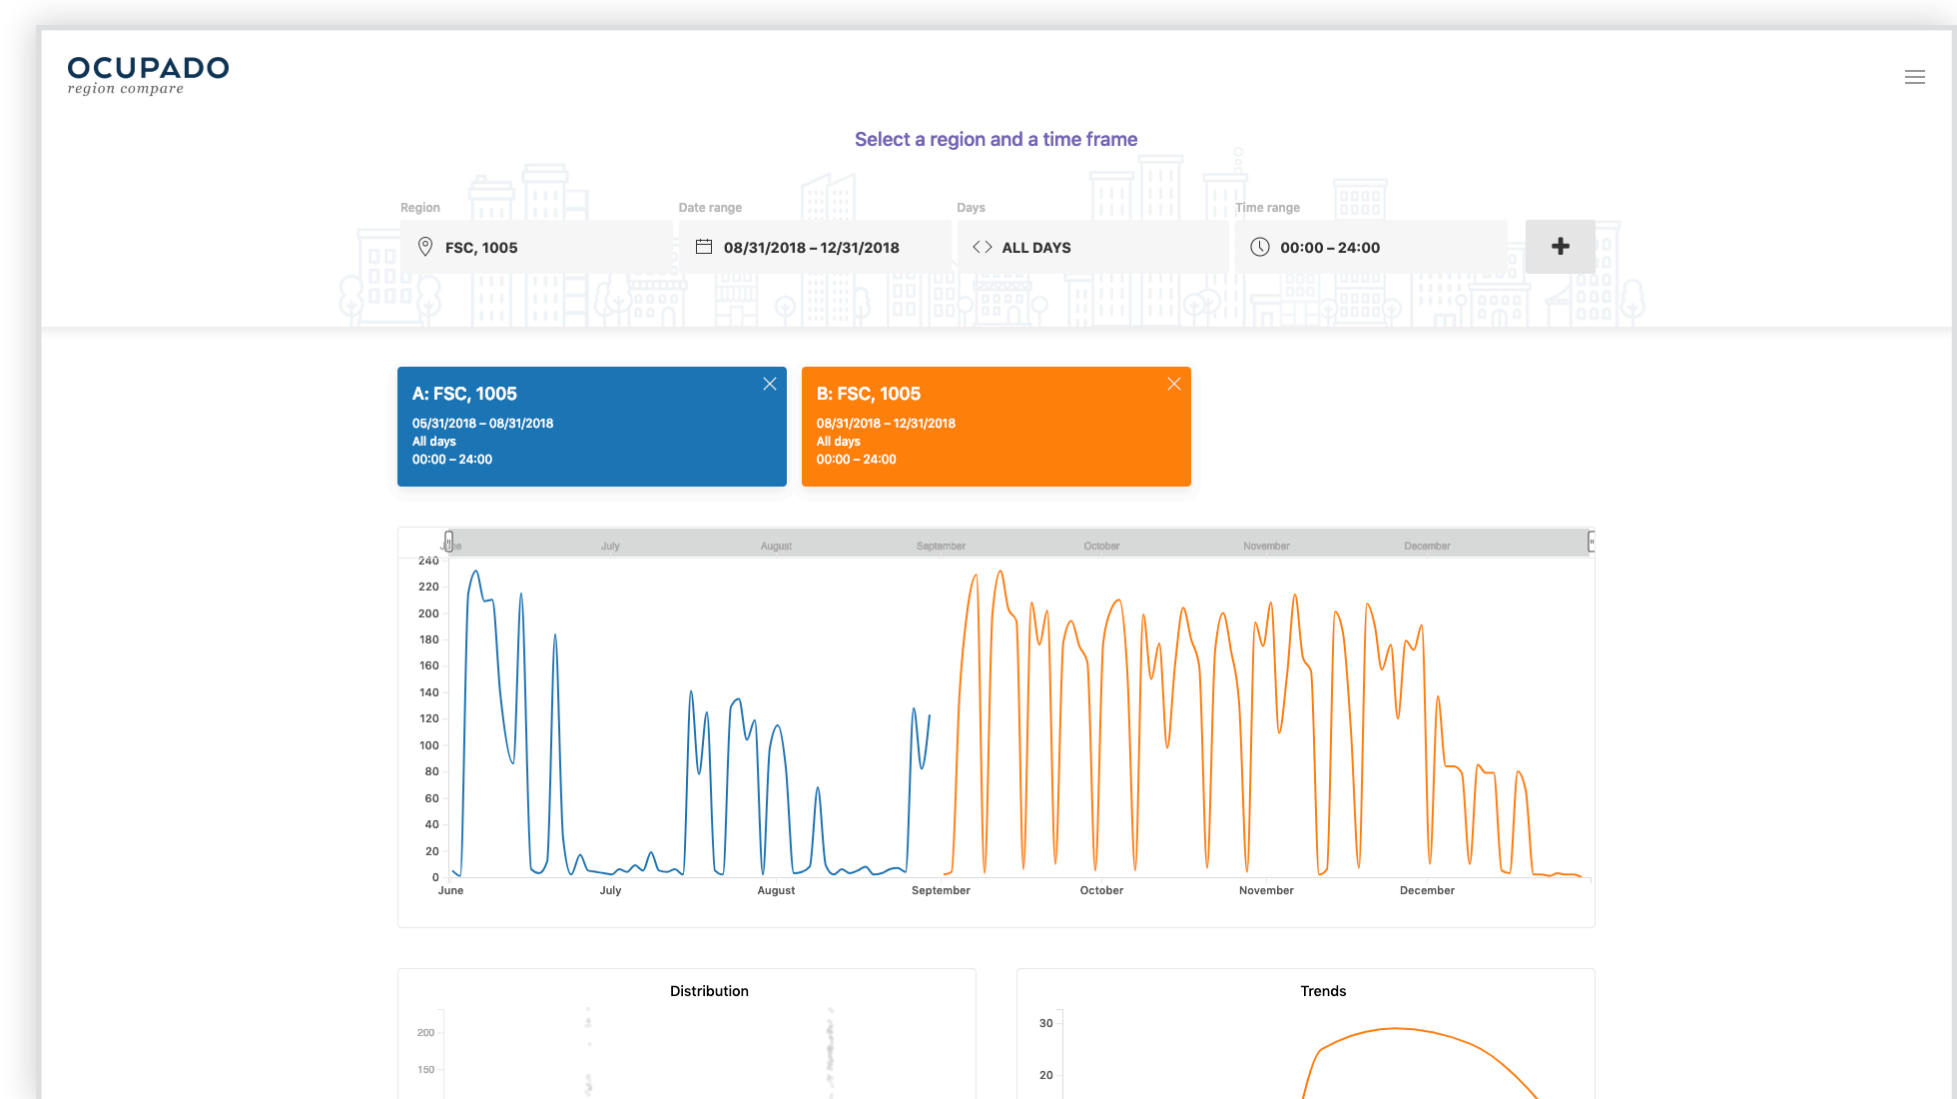 OCUPADO
region compare
Select a region and a time frame
Region
Date range
Days
Time range
FSC, 1005
08/31/2018 – 12/31/2018
ALL DAYS
00:00 – 24:00
A: FSC, 1005
05/31/2018 – 08/31/2018
All days
00:00 – 24:00
B: FSC, 1005
08/31/2018 – 12/31/2018
All days
00:00 – 24:00
June July August September October November December
240
220
200
180
160
140
120
100
80
60
40
20
0
June July August September October November December
Distribution
200
150
Trends
30
20